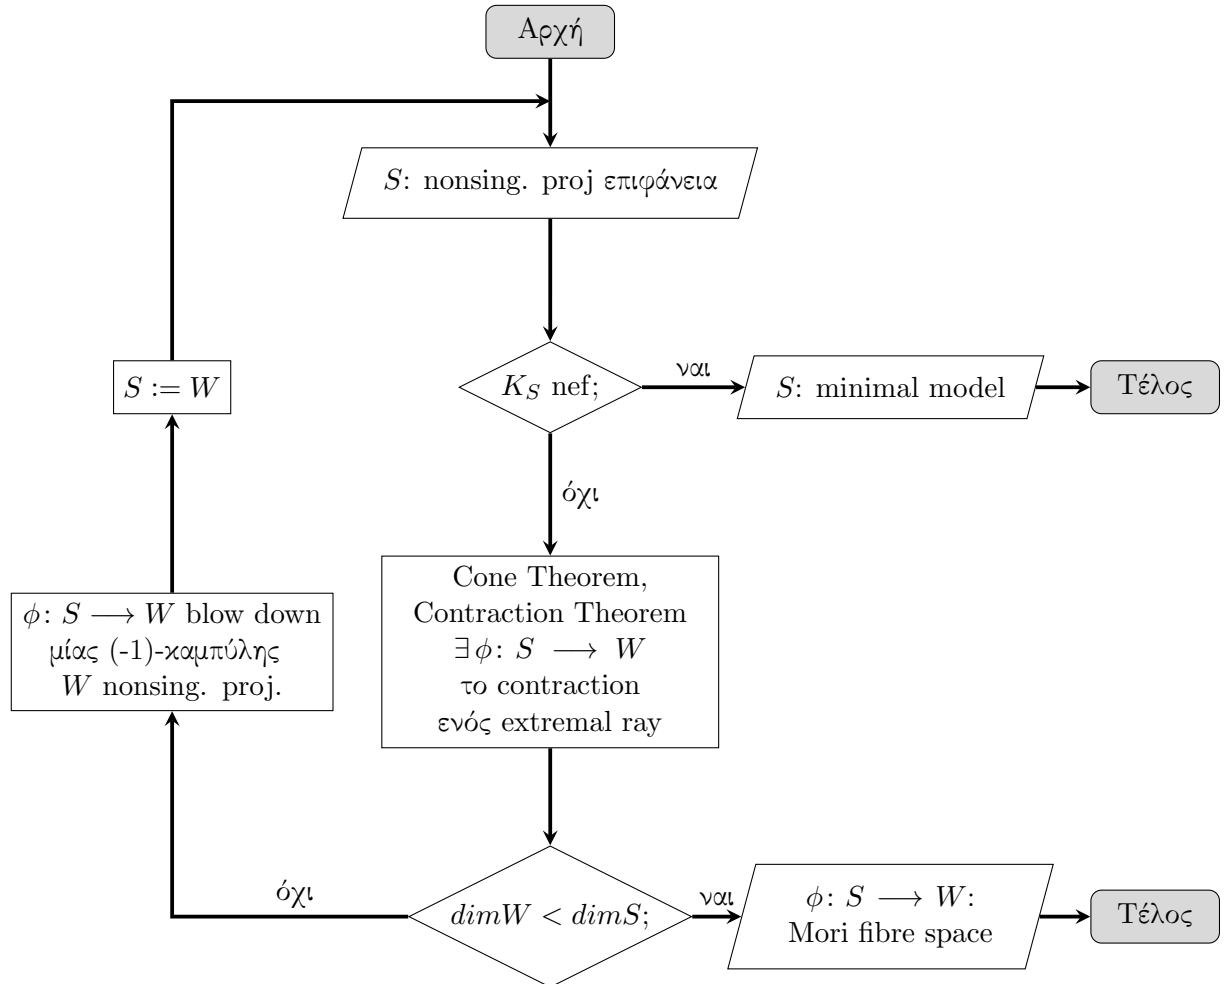 Αρχή
S: nonsing. proj επιφάνεια
S := W
K_S nef;
ναι
S: minimal model
Τέλος
όχι
Cone Theorem,
Contraction Theorem
∃ φ: S ⟶ W
το contraction
ενός extremal ray
ϕ: S ⟶ W blow down
μίας (-1)-καμπύλης
W nonsing. proj.
όχι
dimW < dimS;
ναι
ϕ: S ⟶ W:
Mori fibre space
Τέλος